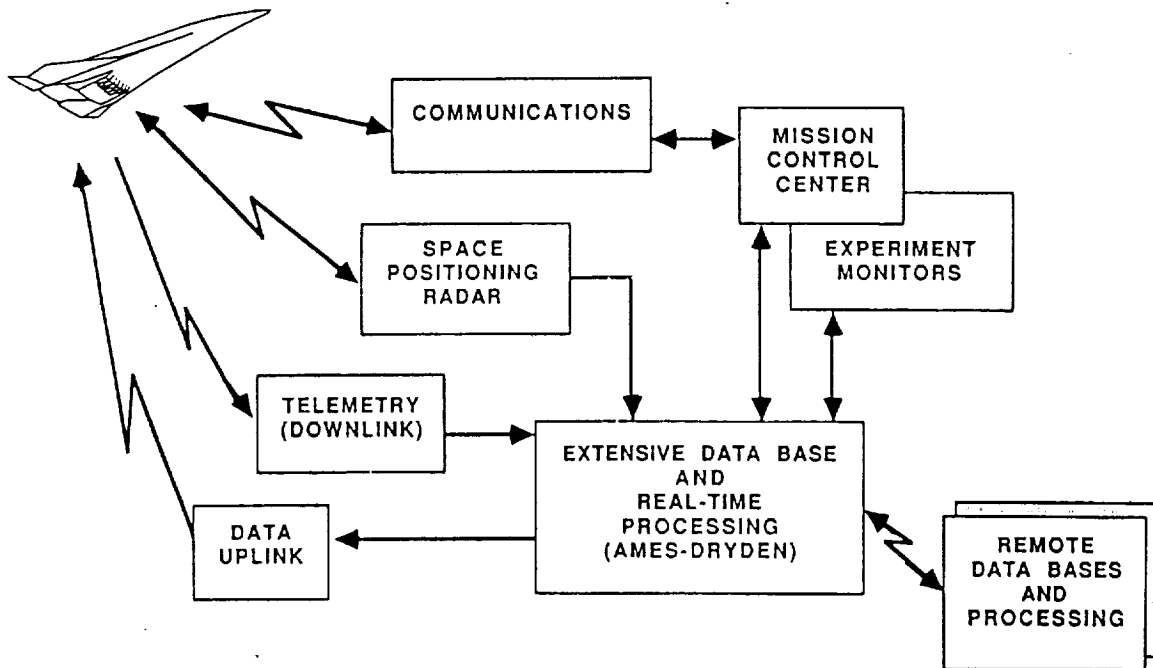 COMMUNICATIONS
MISSION
CONTROL
CENTER
EXPERIMENT
MONITORS
SPACE
POSITIONING
RADAR
TELEMETRY
(DOWNLINK)
EXTENSIVE DATA BASE
AND
REAL-TIME
PROCESSING
(AMES-DRYDEN)
DATA
UPLINK
REMOTE
DATA BASES
AND
PROCESSING